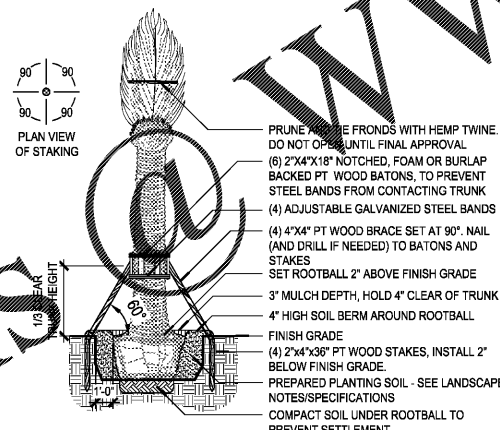 90 90
90 90
PLAN VIEW
OF STAKING
PRUNE AND TIE FRONDS WITH HEMP TWINE.
DO NOT OPEN UNTIL FINAL APPROVAL
(6) 2"X4"X18" NOTCHED, FOAM OR BURLAP
BACKED PT WOOD BATONS, TO PREVENT
STEEL BANDS FROM CONTACTING TRUNK
(4) ADJUSTABLE GALVANIZED STEEL BANDS
(4) 4"X4" PT WOOD BRACE SET AT 90°. NAIL
(AND DRILL IF NEEDED) TO BATONS AND
STAKES
SET ROOTBALL 2" ABOVE FINISH GRADE
3" MULCH DEPTH, HOLD 4" CLEAR OF TRUNK
4" HIGH SOIL BERM AROUND ROOTBALL
FINISH GRADE
(4) 2"x4"x36" PT WOOD STAKES, INSTALL 2"
BELOW FINISH GRADE.
PREPARED PLANTING SOIL - SEE LANDSCAPE
NOTES/SPECIFICATIONS
COMPACT SOIL UNDER ROOTBALL TO
PREVENT SETTLEMENT
1/3 CLEAR
HEIGHT
60°
1'-0"
s @ w w